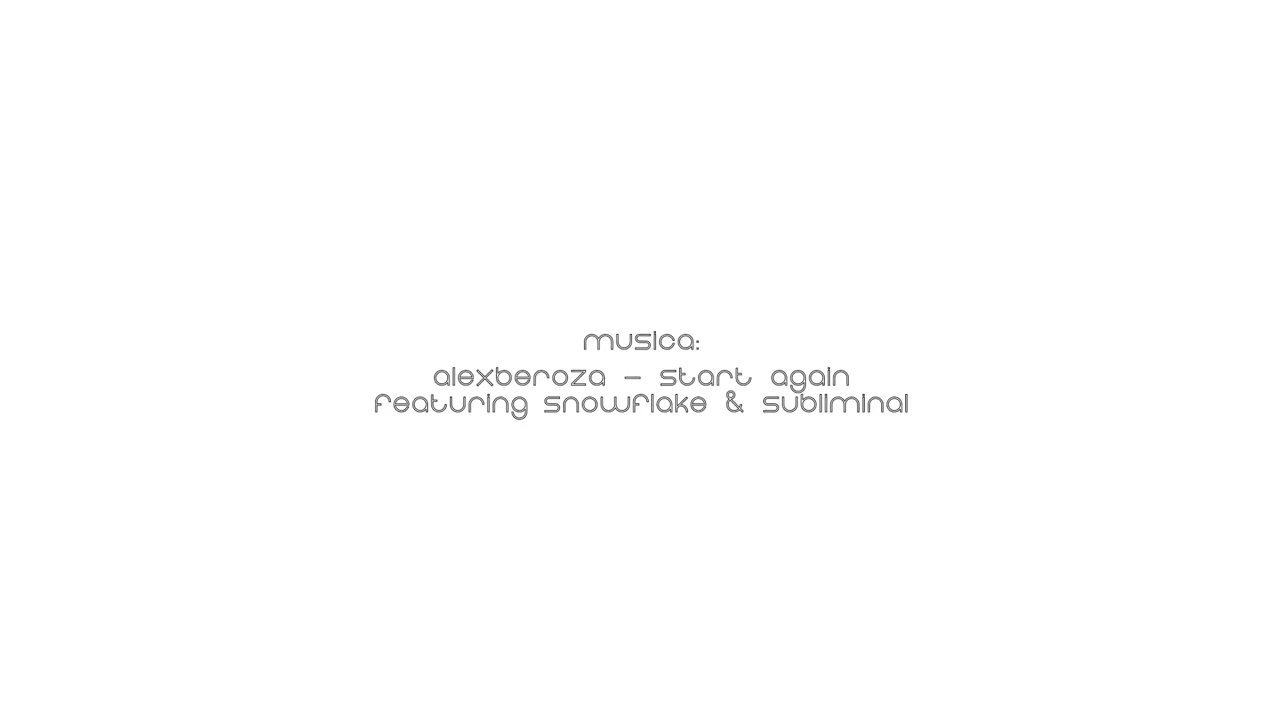 musica:
alexberoza - start again
featuring snowflake & subliminal